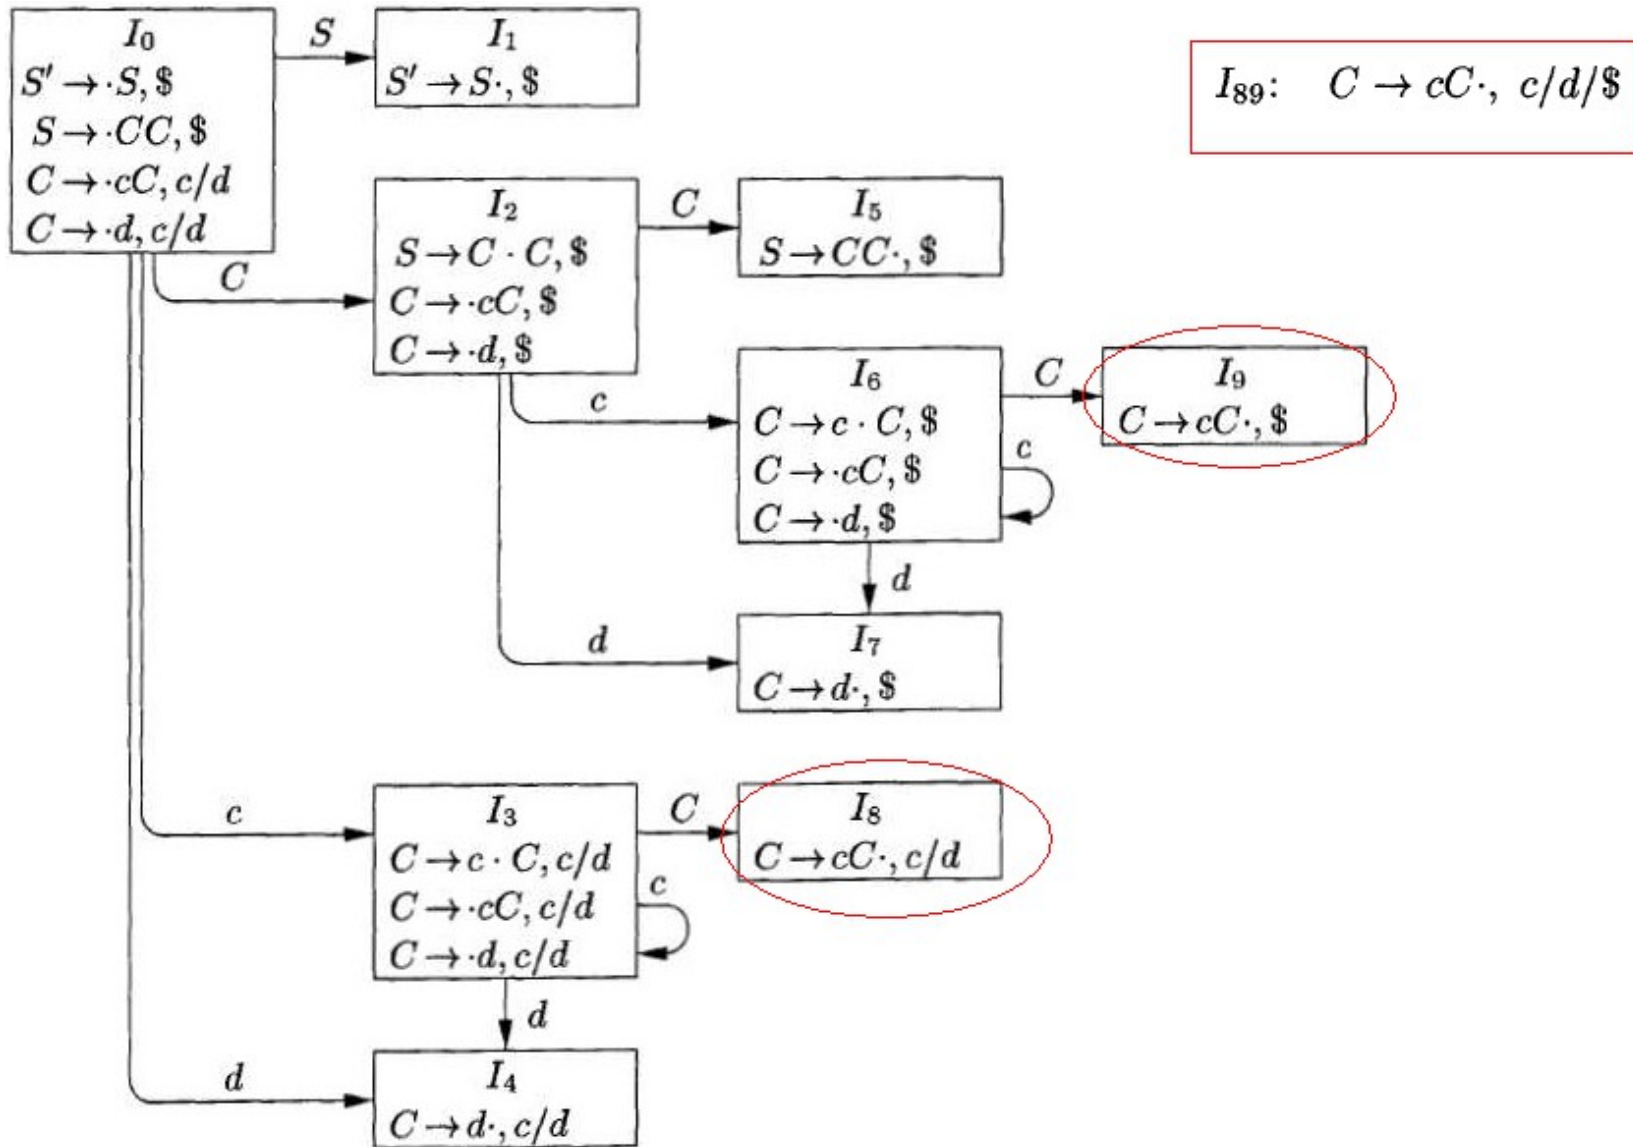 I₀
S' → ·S, $
S → ·CC, $
C → ·cC, c/d
C → ·d, c/d
S
I₁
S' → S·, $
I₈₉: C → cC·, c/d/$
C
I₂
S → C · C, $
C → ·cC, $
C → ·d, $
C
I₅
S → CC·, $
c
I₆
C → c · C, $
C → ·cC, $
C → ·d, $
C
I₉
C → cC·, $
c
d
d
I₇
C → d·, $
c
I₃
C → c · C, c/d
C → ·cC, c/d
C → ·d, c/d
C
I₈
C → cC·, c/d
c
d
d
I₄
C → d·, c/d